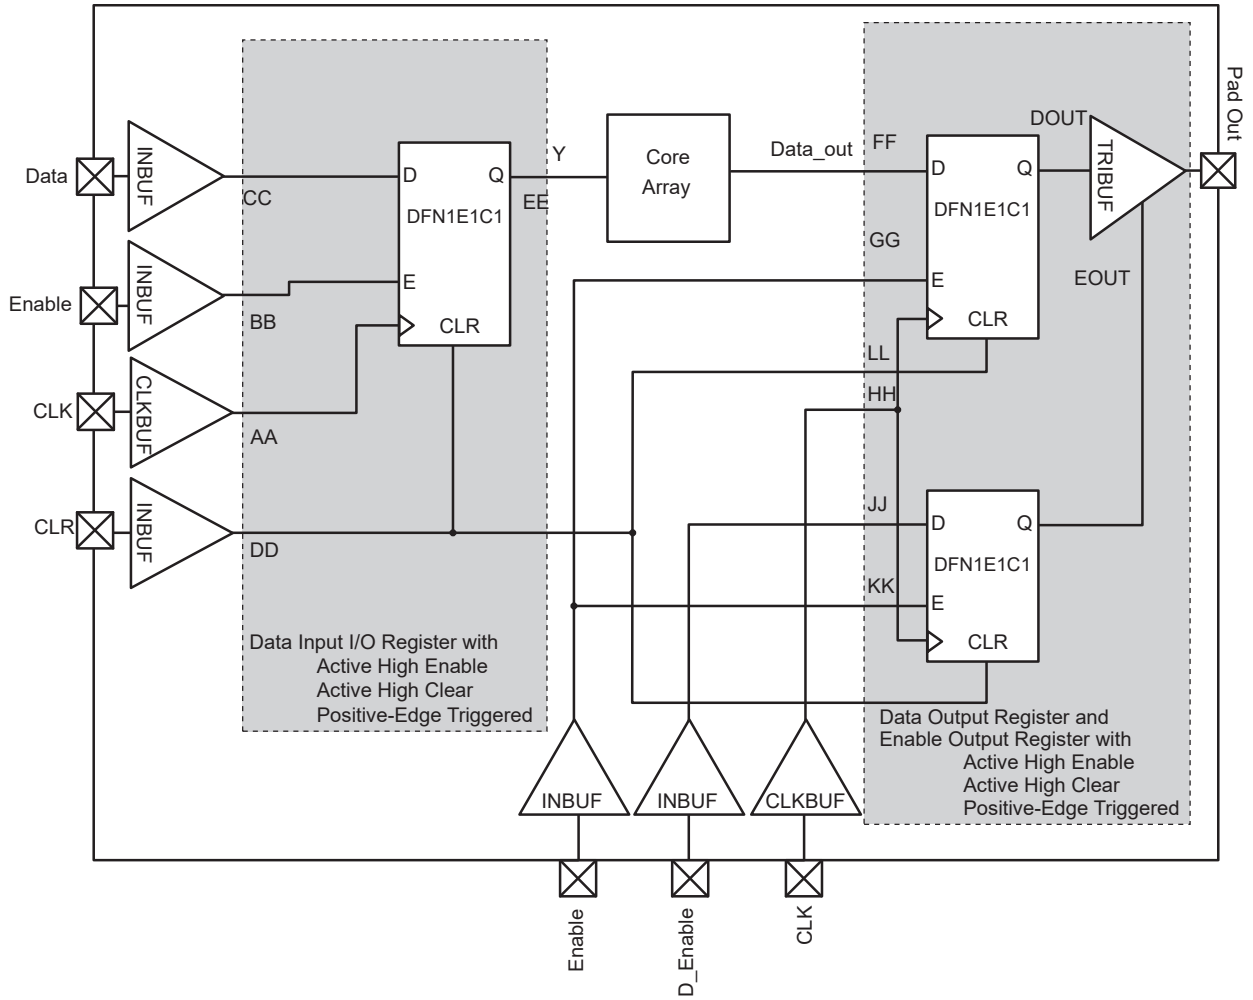 Pad Out
DOUT
FF
Data_out
Y
Core
Array
INBUF
D
Q
D
Q
TRIBUF
Data
CC
EE
DFN1E1C1
DFN1E1C1
GG
INBUF
E
E
EOUT
Enable
BB
CLR
CLR
LL
CLKBUF
HH
CLK
AA
JJ
INBUF
CLR
DD
D
Q
DFN1E1C1
KK
E
CLR
Data Input I/O Register with
Active High Enable
Active High Clear
Positive-Edge Triggered
Data Output Register and
Enable Output Register with
Active High Enable
Active High Clear
Positive-Edge Triggered
INBUF
INBUF
CLKBUF
Enable
D_Enable
CLK